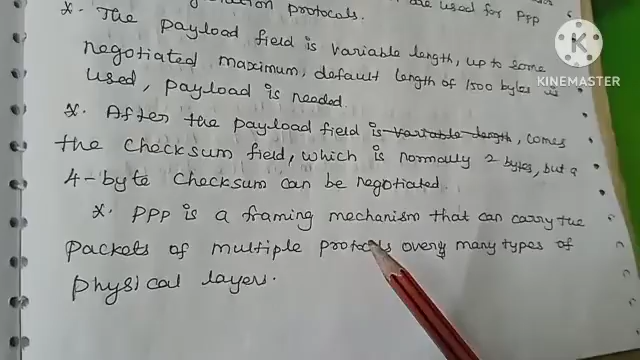 are used for PPP
protocols.
x. The payload field is variable length, up to some
negotiated maximum, default length of 1500 bytes is
used, payload is needed.
x. After the payload field is variable length, comes
the checksum field, which is normally 2 bytes, but a
4-byte checksum can be negotiated.
x. PPP is a framing mechanism that can carry the
packets of multiple protocols overy many types of
physical layers.
KINEMASTER